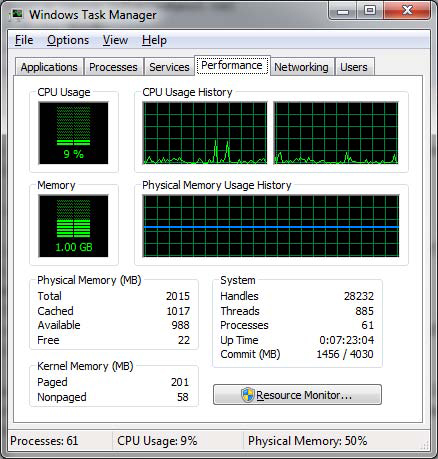 Windows Task Manager
File Options View Help
Applications Processes Services Performance Networking Users
CPU Usage CPU Usage History
9 %
Memory Physical Memory Usage History
1.00 GB
Physical Memory (MB)
Total 2015
Cached 1017
Available 988
Free 22
Kernel Memory (MB)
Paged 201
Nonpaged 58
System
Handles 28232
Threads 885
Processes 61
Up Time 0:07:23:04
Commit (MB) 1456 / 4030
Resource Monitor...
Processes: 61 CPU Usage: 9% Physical Memory: 50%